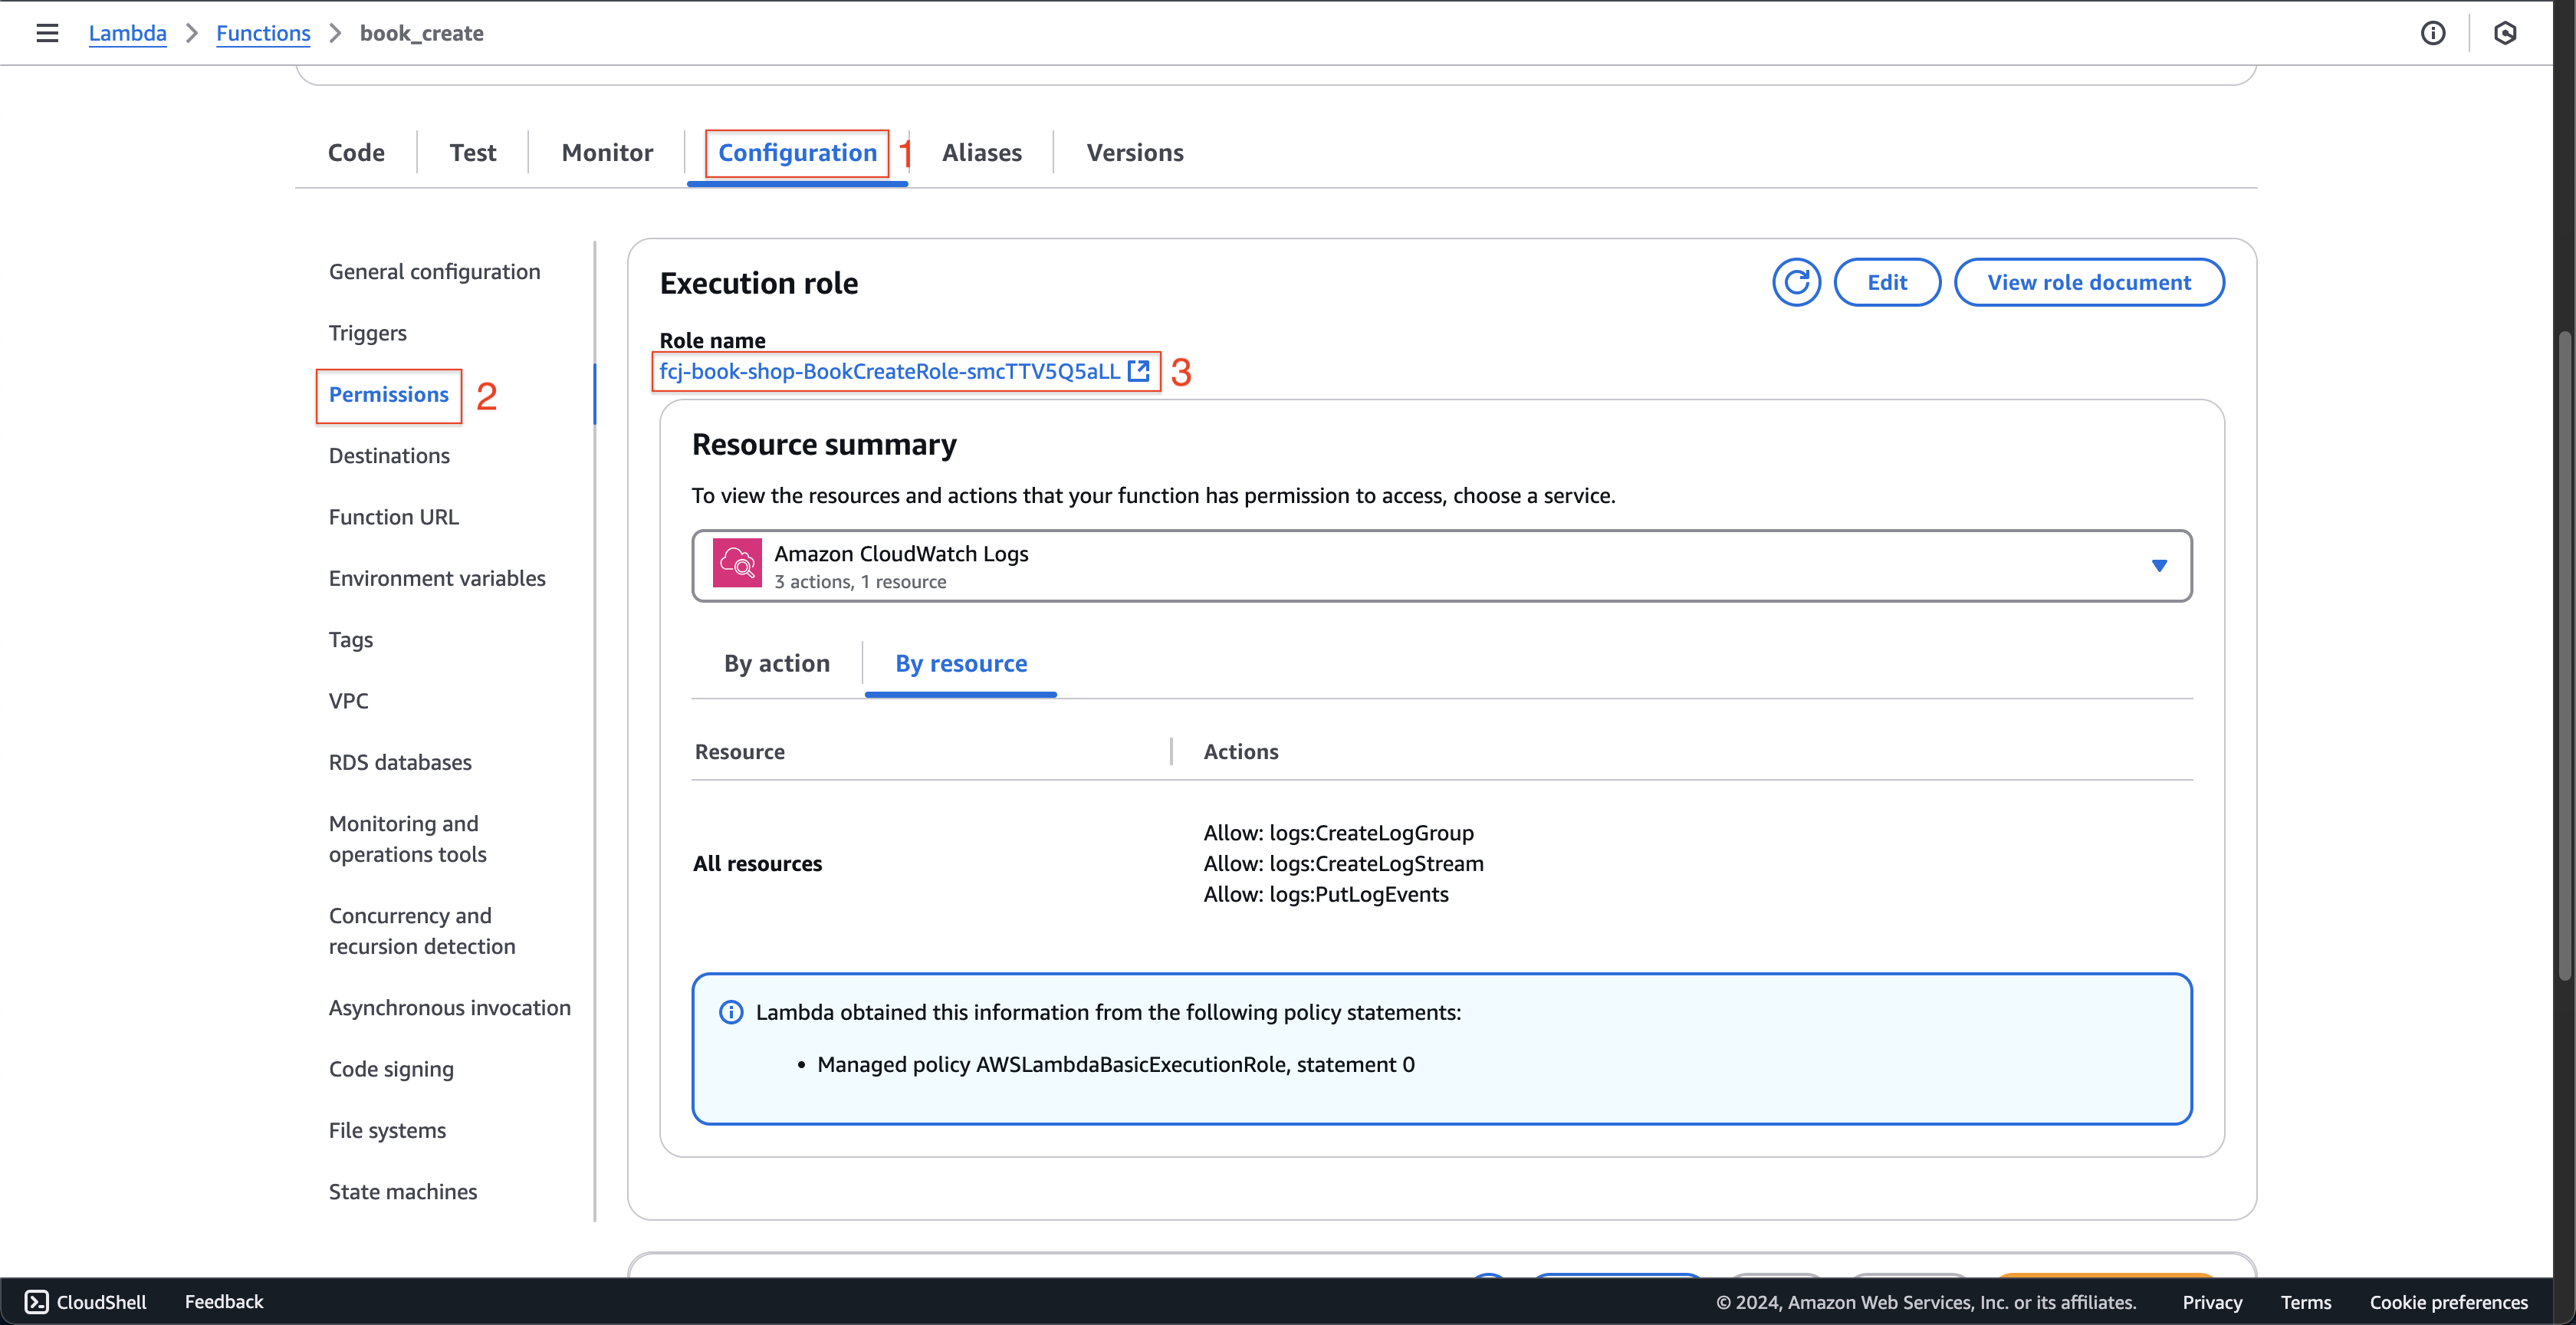 Lambda > Functions > book_create
Code Test Monitor Configuration 1 Aliases Versions
General configuration
Triggers
Permissions 2
Destinations
Function URL
Environment variables
Tags
VPC
RDS databases
Monitoring and
operations tools
Concurrency and
recursion detection
Asynchronous invocation
Code signing
File systems
State machines
Execution role
Edit
View role document
Role name
fcj-book-shop-BookCreateRole-smcTTV5Q5aLL 3
Resource summary
To view the resources and actions that your function has permission to access, choose a service.
Amazon CloudWatch Logs
3 actions, 1 resource
By action By resource
Resource Actions
All resources
Allow: logs:CreateLogGroup
Allow: logs:CreateLogStream
Allow: logs:PutLogEvents
Lambda obtained this information from the following policy statements:
• Managed policy AWSLambdaBasicExecutionRole, statement 0
CloudShell Feedback © 2024, Amazon Web Services, Inc. or its affiliates. Privacy Terms Cookie preferences